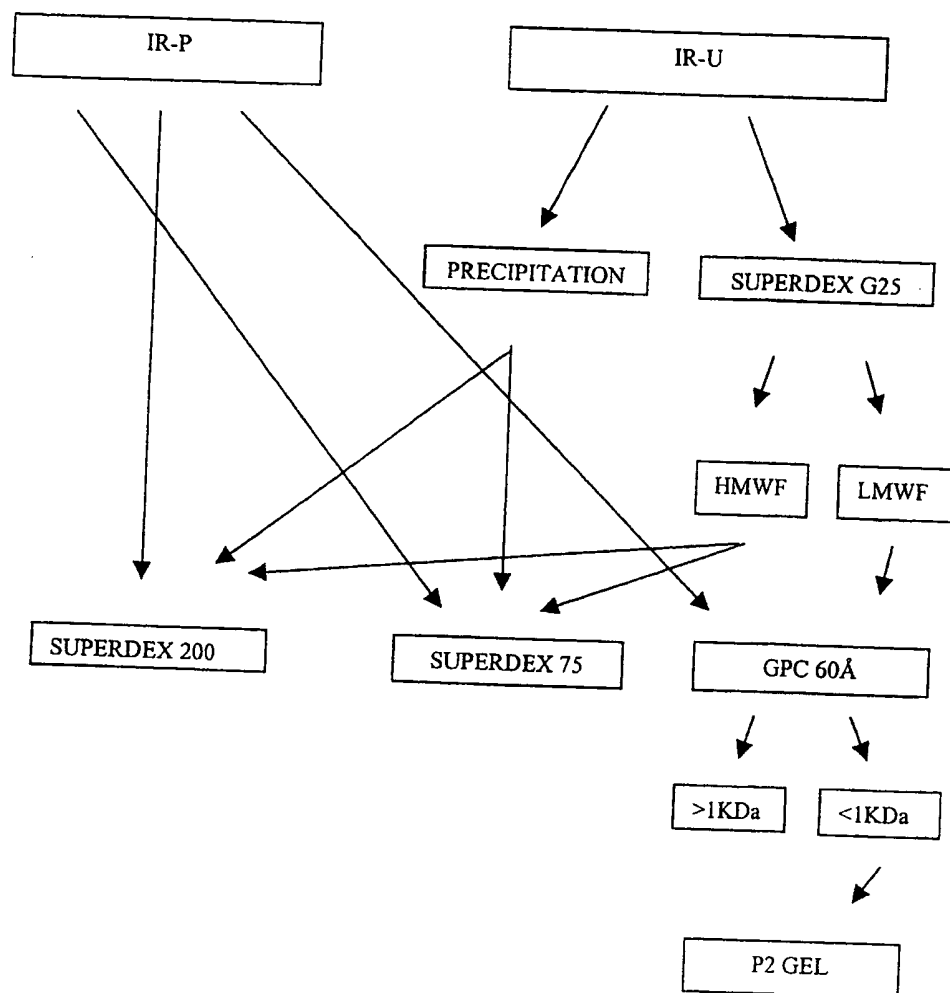 IR-P
IR-U
PRECIPITATION
SUPERDEX G25
HMWF
LMWF
SUPERDEX 200
SUPERDEX 75
GPC 60Å
>1KDa
<1KDa
P2 GEL